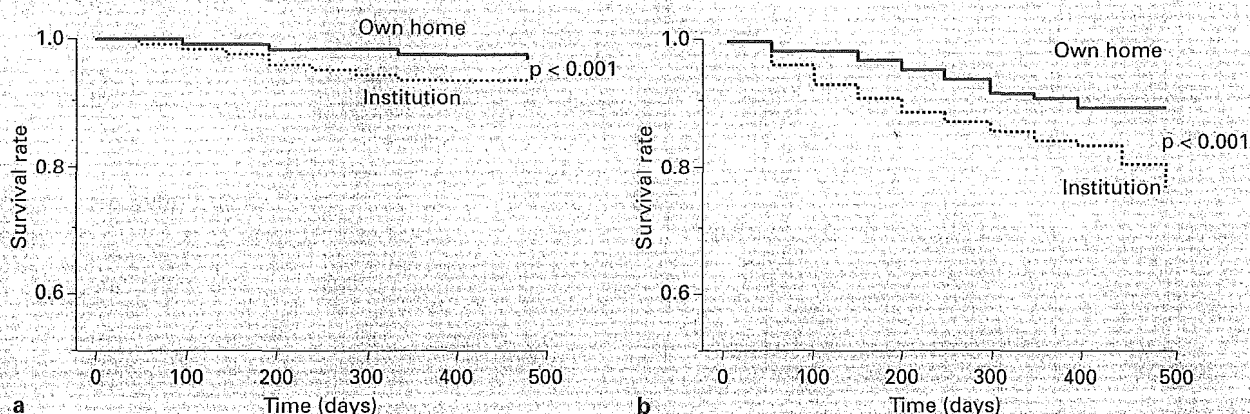 Own home
1.0
p < 0.001
Institution
0.8
Survival rate
0.6
0 100 200 300 400 500
a
Time (days)
Own home
1.0
p < 0.001
Institution
0.8
Survival rate
0.6
0 100 200 300 400 500
b
Time (days)